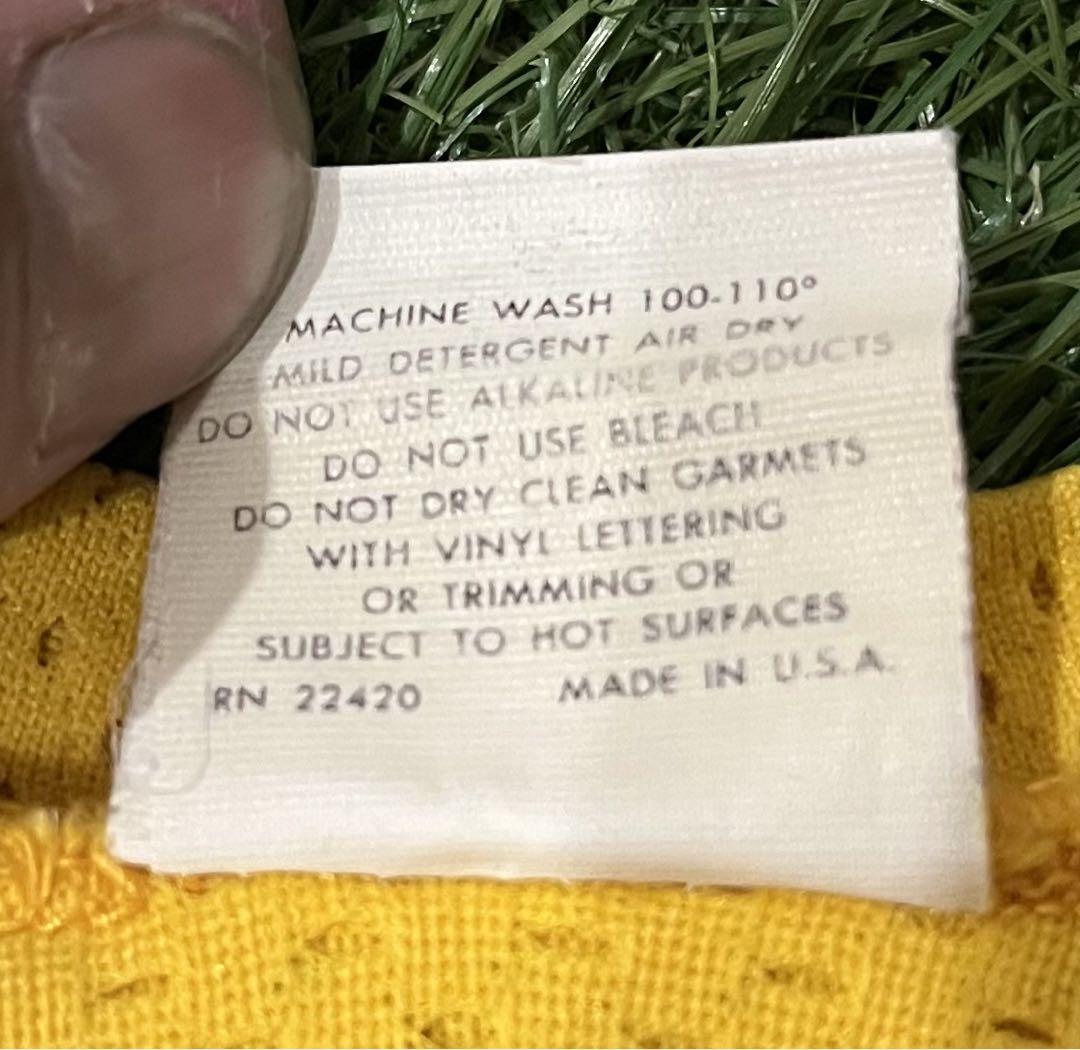 MACHINE WASH 100-110°
MILD DETERGENT AIR DRY
DO NOT USE ALKALINE PRODUCTS
DO NOT USE BLEACH
DO NOT DRY CLEAN GARMETS
WITH VINYL LETTERING
OR TRIMMING OR
SUBJECT TO HOT SURFACES
RN 22420 MADE IN U.S.A.